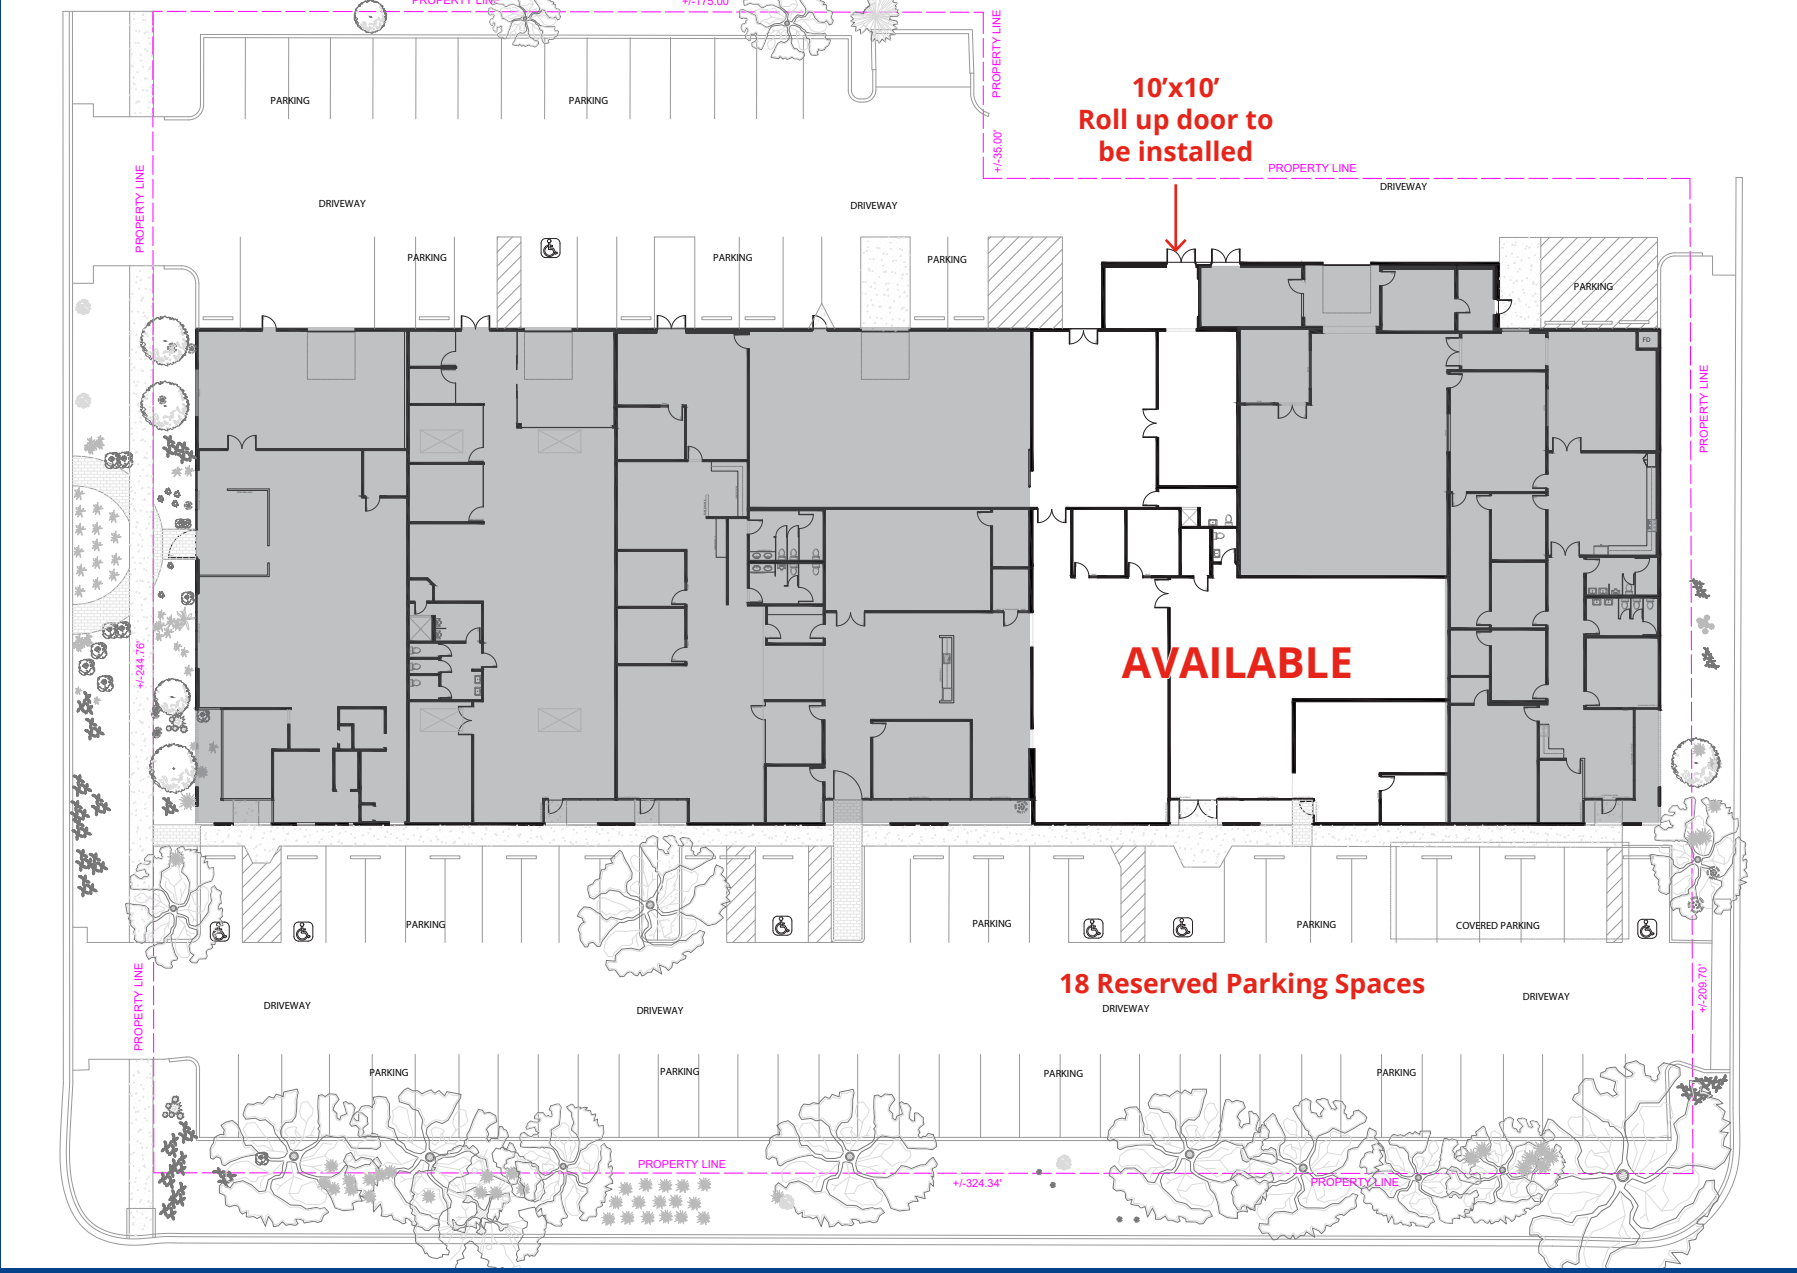 PROPERTY LINE
+/-175.00'
PROPERTY LINE
10’x10’
Roll up door to
be installed
PARKING
PARKING
+/-35.00'
PROPERTY LINE
PROPERTY LINE
DRIVEWAY
DRIVEWAY
DRIVEWAY
PARKING
PARKING
PARKING
PARKING
FD
PROPERTY LINE
+/-244.76'
AVAILABLE
PARKING
PARKING
PARKING
COVERED PARKING
18 Reserved Parking Spaces
PROPERTY LINE
+/-209.70'
DRIVEWAY
DRIVEWAY
DRIVEWAY
DRIVEWAY
PARKING
PARKING
PARKING
PARKING
PROPERTY LINE
+/-324.34'
PROPERTY LINE